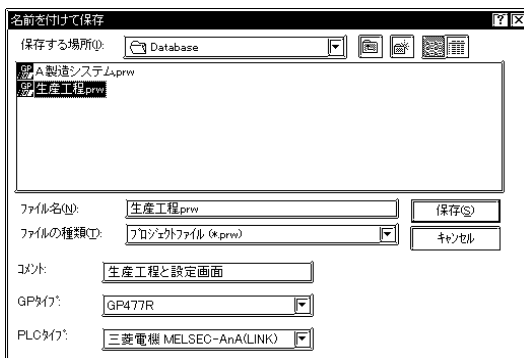 名前を付けて保存
保存する場所(I): Database
A製造システム.prw
生産工程.prw
ファイル名(N): 生産工程.prw 保存(S)
ファイルの種類(T): プロジェクトファイル (*.prw) キャンセル
コメント: 生産工程と設定画面
GPタイプ: GP477R
PLCタイプ: 三菱電機 MELSEC-AnA(LINK)